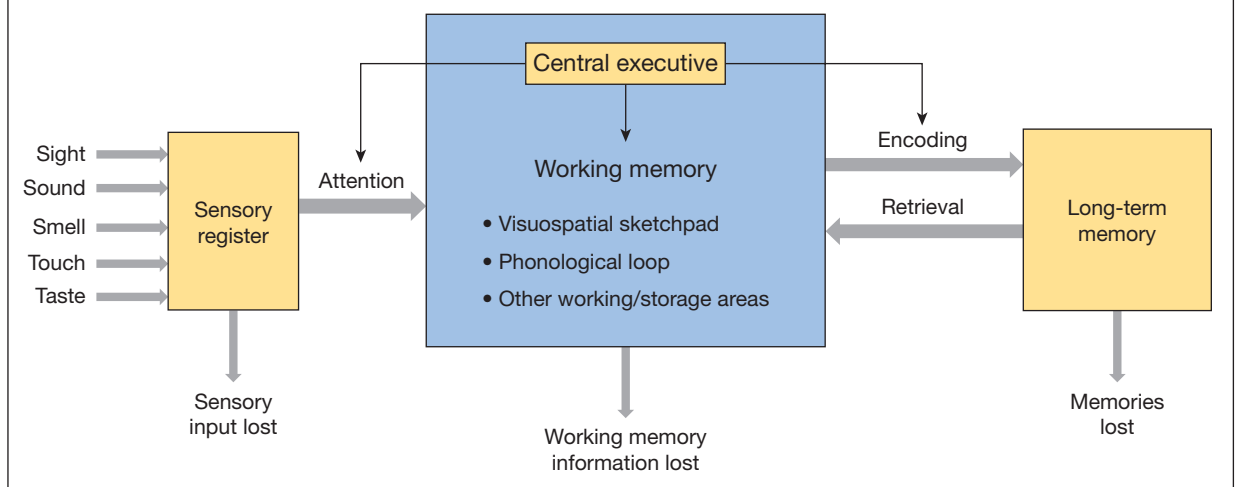 Central executive
Sight
Sound
Smell
Touch
Taste
Sensory
register
Attention
Working memory
• Visuospatial sketchpad
• Phonological loop
• Other working/storage areas
Encoding
Retrieval
Long-term
memory
Sensory
input lost
Working memory
information lost
Memories
lost